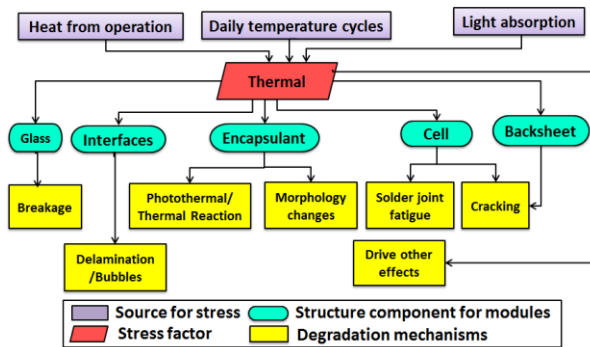 Heat from operation
Daily temperature cycles
Light absorption
Thermal
Glass
Interfaces
Encapsulant
Cell
Backsheet
Breakage
Photothermal/
Thermal Reaction
Morphology
changes
Solder joint
fatigue
Cracking
Delamination
/Bubbles
Drive other
effects
Source for stress
Structure component for modules
Stress factor
Degradation mechanisms